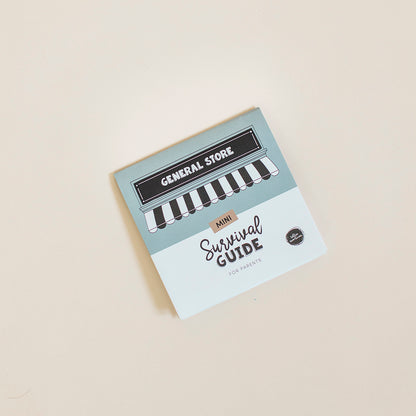 GENERAL STORE
MINI
Survival
GUIDE
FOR PARENTS